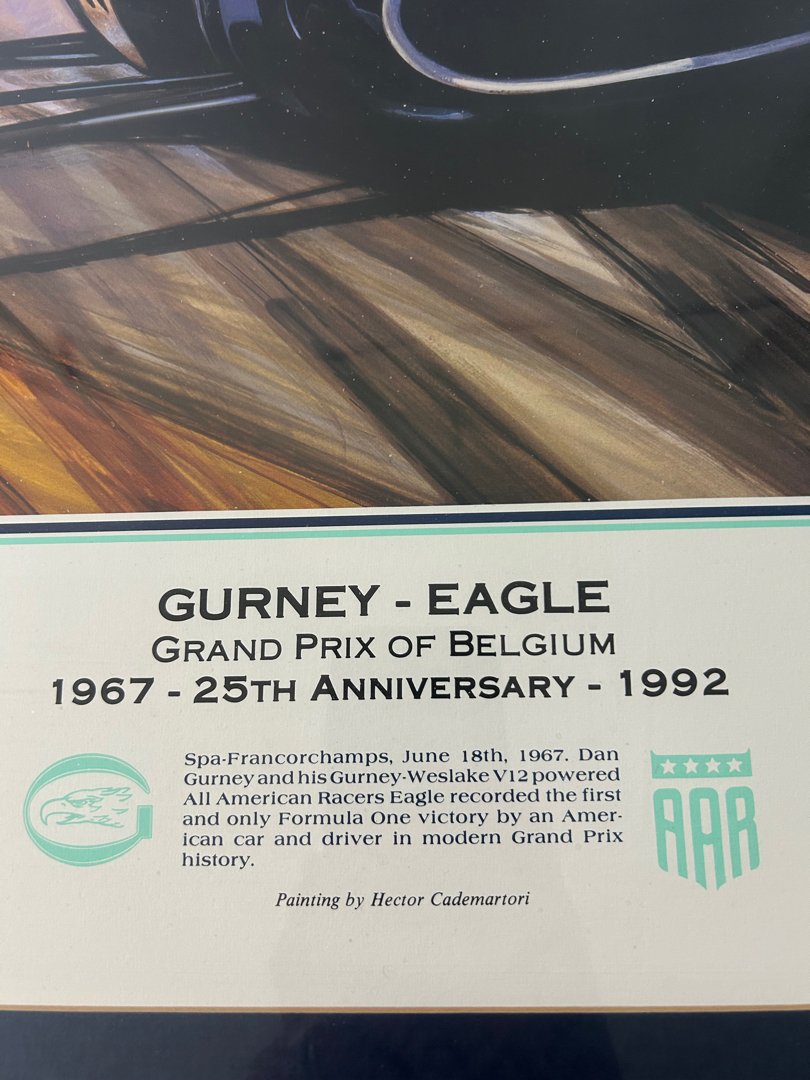 GURNEY - EAGLE
GRAND PRIX OF BELGIUM
1967 - 25TH ANNIVERSARY - 1992
Spa-Francorchamps, June 18th, 1967. Dan
Gurney and his Gurney-Weslake V12 powered
All American Racers Eagle recorded the first
and only Formula One victory by an Amer-
ican car and driver in modern Grand Prix
history.
AAR
Painting by Hector Cademartori